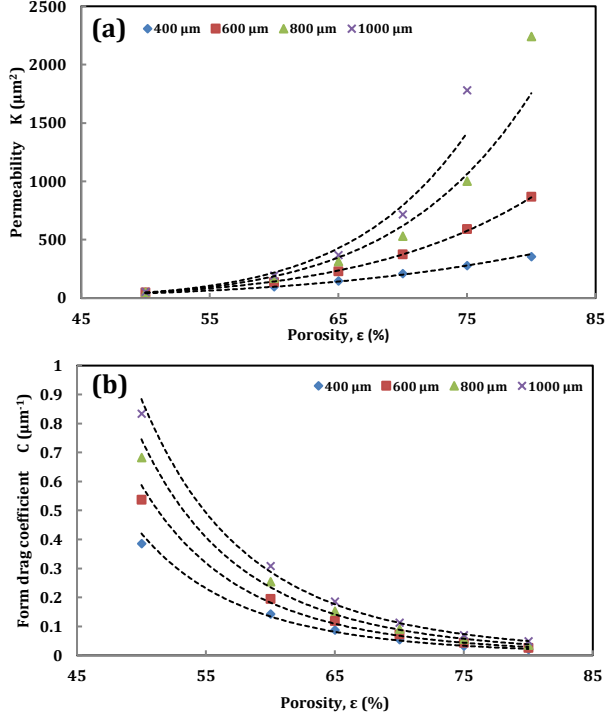 2500
2000
1500
1000
500
0
45
55
65
75
85
Permeability K (µm²)
Porosity, ε (%)
(a)
400 µm
600 µm
800 µm
1000 µm
1
0.9
0.8
0.7
0.6
0.5
0.4
0.3
0.2
0.1
0
45
55
65
75
85
Form drag coefficient C (µm⁻¹)
Porosity, ε (%)
(b)
400 µm
600 µm
800 µm
1000 µm